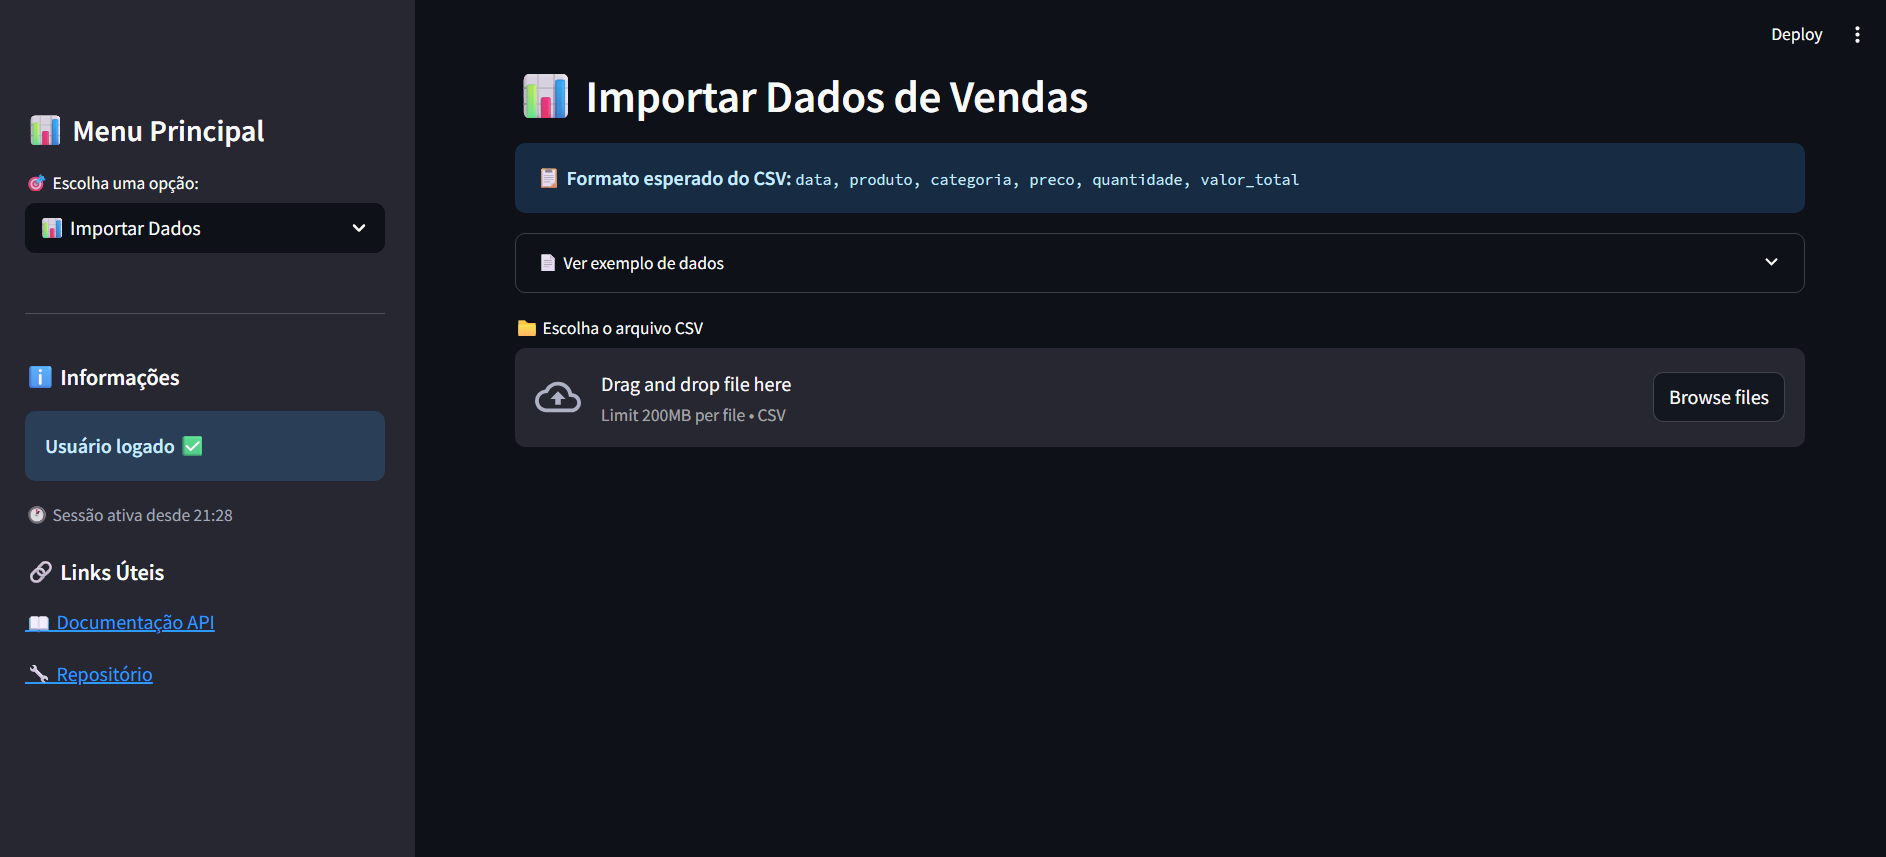 Deploy
Menu Principal
Escolha uma opção:
Importar Dados
Informações
Usuário logado
Sessão ativa desde 21:28
Links Úteis
Documentação API
Repositório
Importar Dados de Vendas
Formato esperado do CSV: data, produto, categoria, preco, quantidade, valor_total
Ver exemplo de dados
Escolha o arquivo CSV
Drag and drop file here
Limit 200MB per file • CSV
Browse files